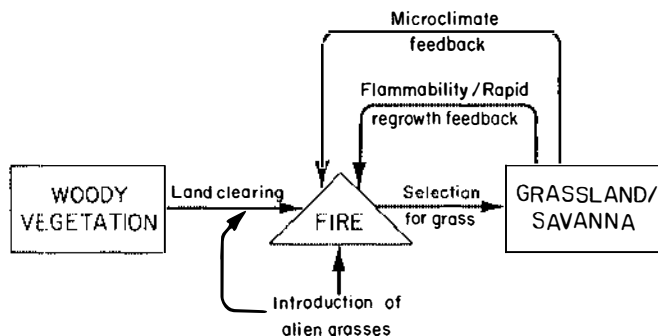 Microclimate
feedback
Flammability/Rapid
regrowth feedback
WOODY
VEGETATION
Land clearing
FIRE
Selection
for grass
GRASSLAND/
SAVANNA
Introduction of
alien grasses